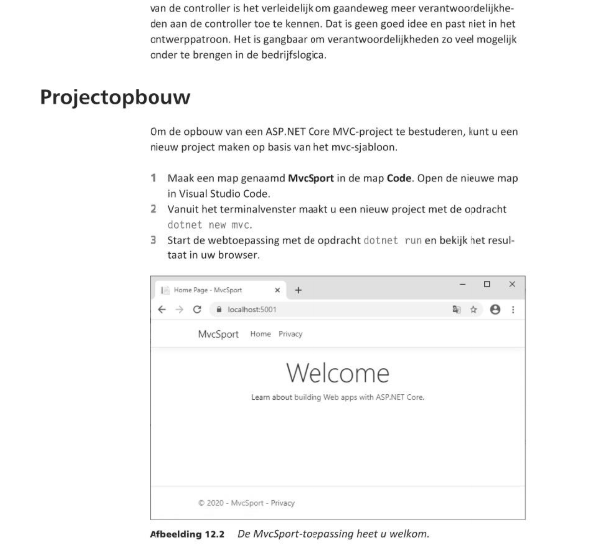 van de controller is het verleidelijk om gaandeweg meer verantwoordelijkhe-
den aan de controller toe te kennen. Dat is geen goed idee en past niet in het
ontwerppatroon. Het is gangbaar om verantwoordelijkheden zo veel mogelijk
onder te brengen in de bedrijfslogica.
Projectopbouw
Om de opbouw van een ASP.NET Core MVC-project te bestuderen, kunt u een
nieuw project maken op basis van het mvc-sjabloon.
1 Maak een map genaamd MvcSport in de map Code. Open de nieuwe map
in Visual Studio Code.
2 Vanuit het terminalvenster maakt u een nieuw project met de opdracht
dotnet new mvc.
3 Start de webtoepassing met de opdracht dotnet run en bekijk het resul-
taat in uw browser.
Home Page - MvcSport
localhost:5001
MvcSport Home Privacy
Welcome
Learn about building Web apps with ASP.NET Core.
© 2020 - MvcSport - Privacy
Afbeelding 12.2 De MvcSport-toepassing heet u welkom.